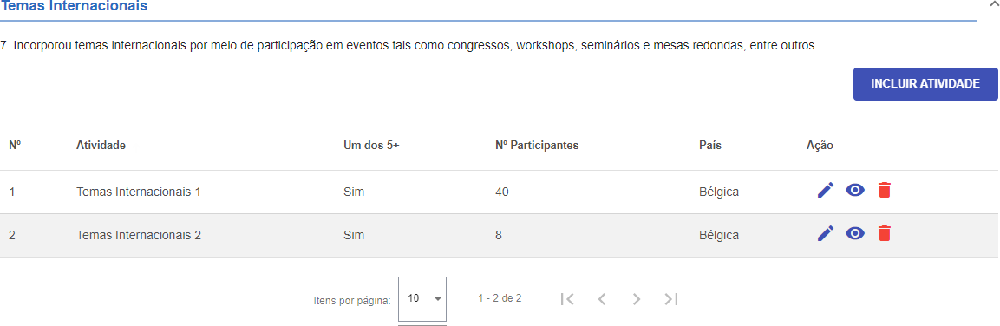 Temas Internacionais
7. Incorporou temas internacionais por meio de participação em eventos tais como congressos, workshops, seminários e mesas redondas, entre outros.
INCLUIR ATIVIDADE
Nº Atividade Um dos 5+ Nº Participantes País Ação
1 Temas Internacionais 1 Sim 40 Bélgica
2 Temas Internacionais 2 Sim 8 Bélgica
Itens por página: 10 1 - 2 de 2